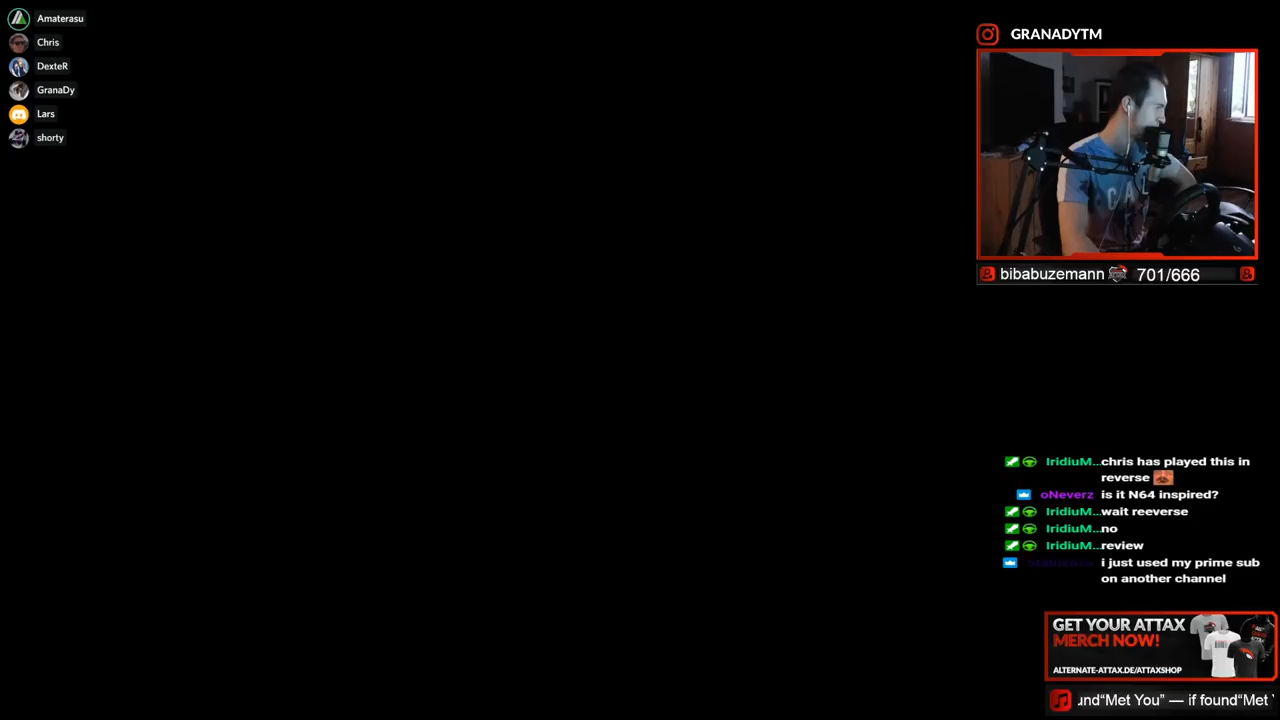 Amaterasu
Chris
DexteR
GranaDy
Lars
shorty
GRANADYTM
bibabuzemann 701/666
IridiuM... chris has played this in
reverse
oNeverz is it N64 inspired?
IridiuM... wait reeverse
IridiuM... no
IridiuM... review
i just used my prime sub
on another channel
GET YOUR ATTAX
MERCH NOW!
ALTERNATE-ATTAX.DE/ATTAXSHOP
und“Met You” — if found“Met